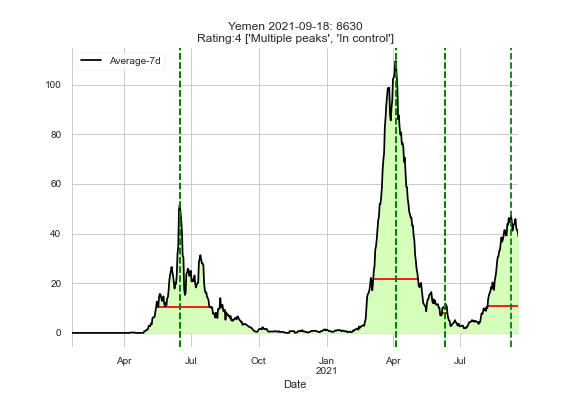 Yemen 2021-09-18: 8630
Rating:4 ['Multiple peaks', 'In control']
Average-7d
100
80
60
40
20
0
Apr Jul Oct Jan Apr Jul
2021
Date